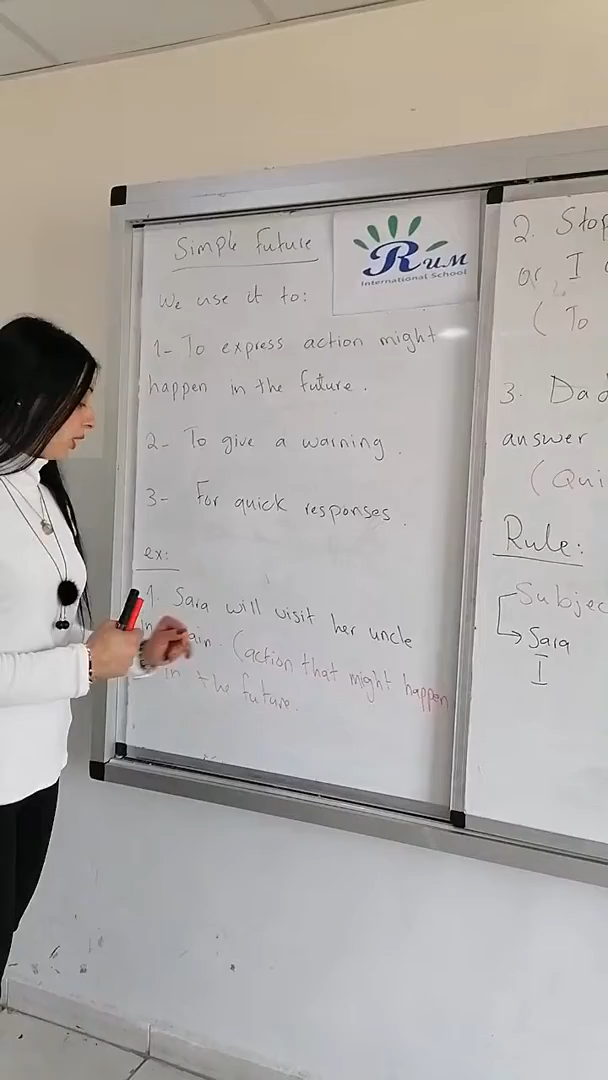 Simple Future
RUM
International School
We use it to:
1- To express action might
happen in the future.
2- To give a warning.
3- For quick responses.
ex:
1. Sara will visit her uncle
in
(action that might happen
in the future.
2. Stop
or I
( To
3. Dad
answer
(Qui
Rule:
Subjec
Sara
I